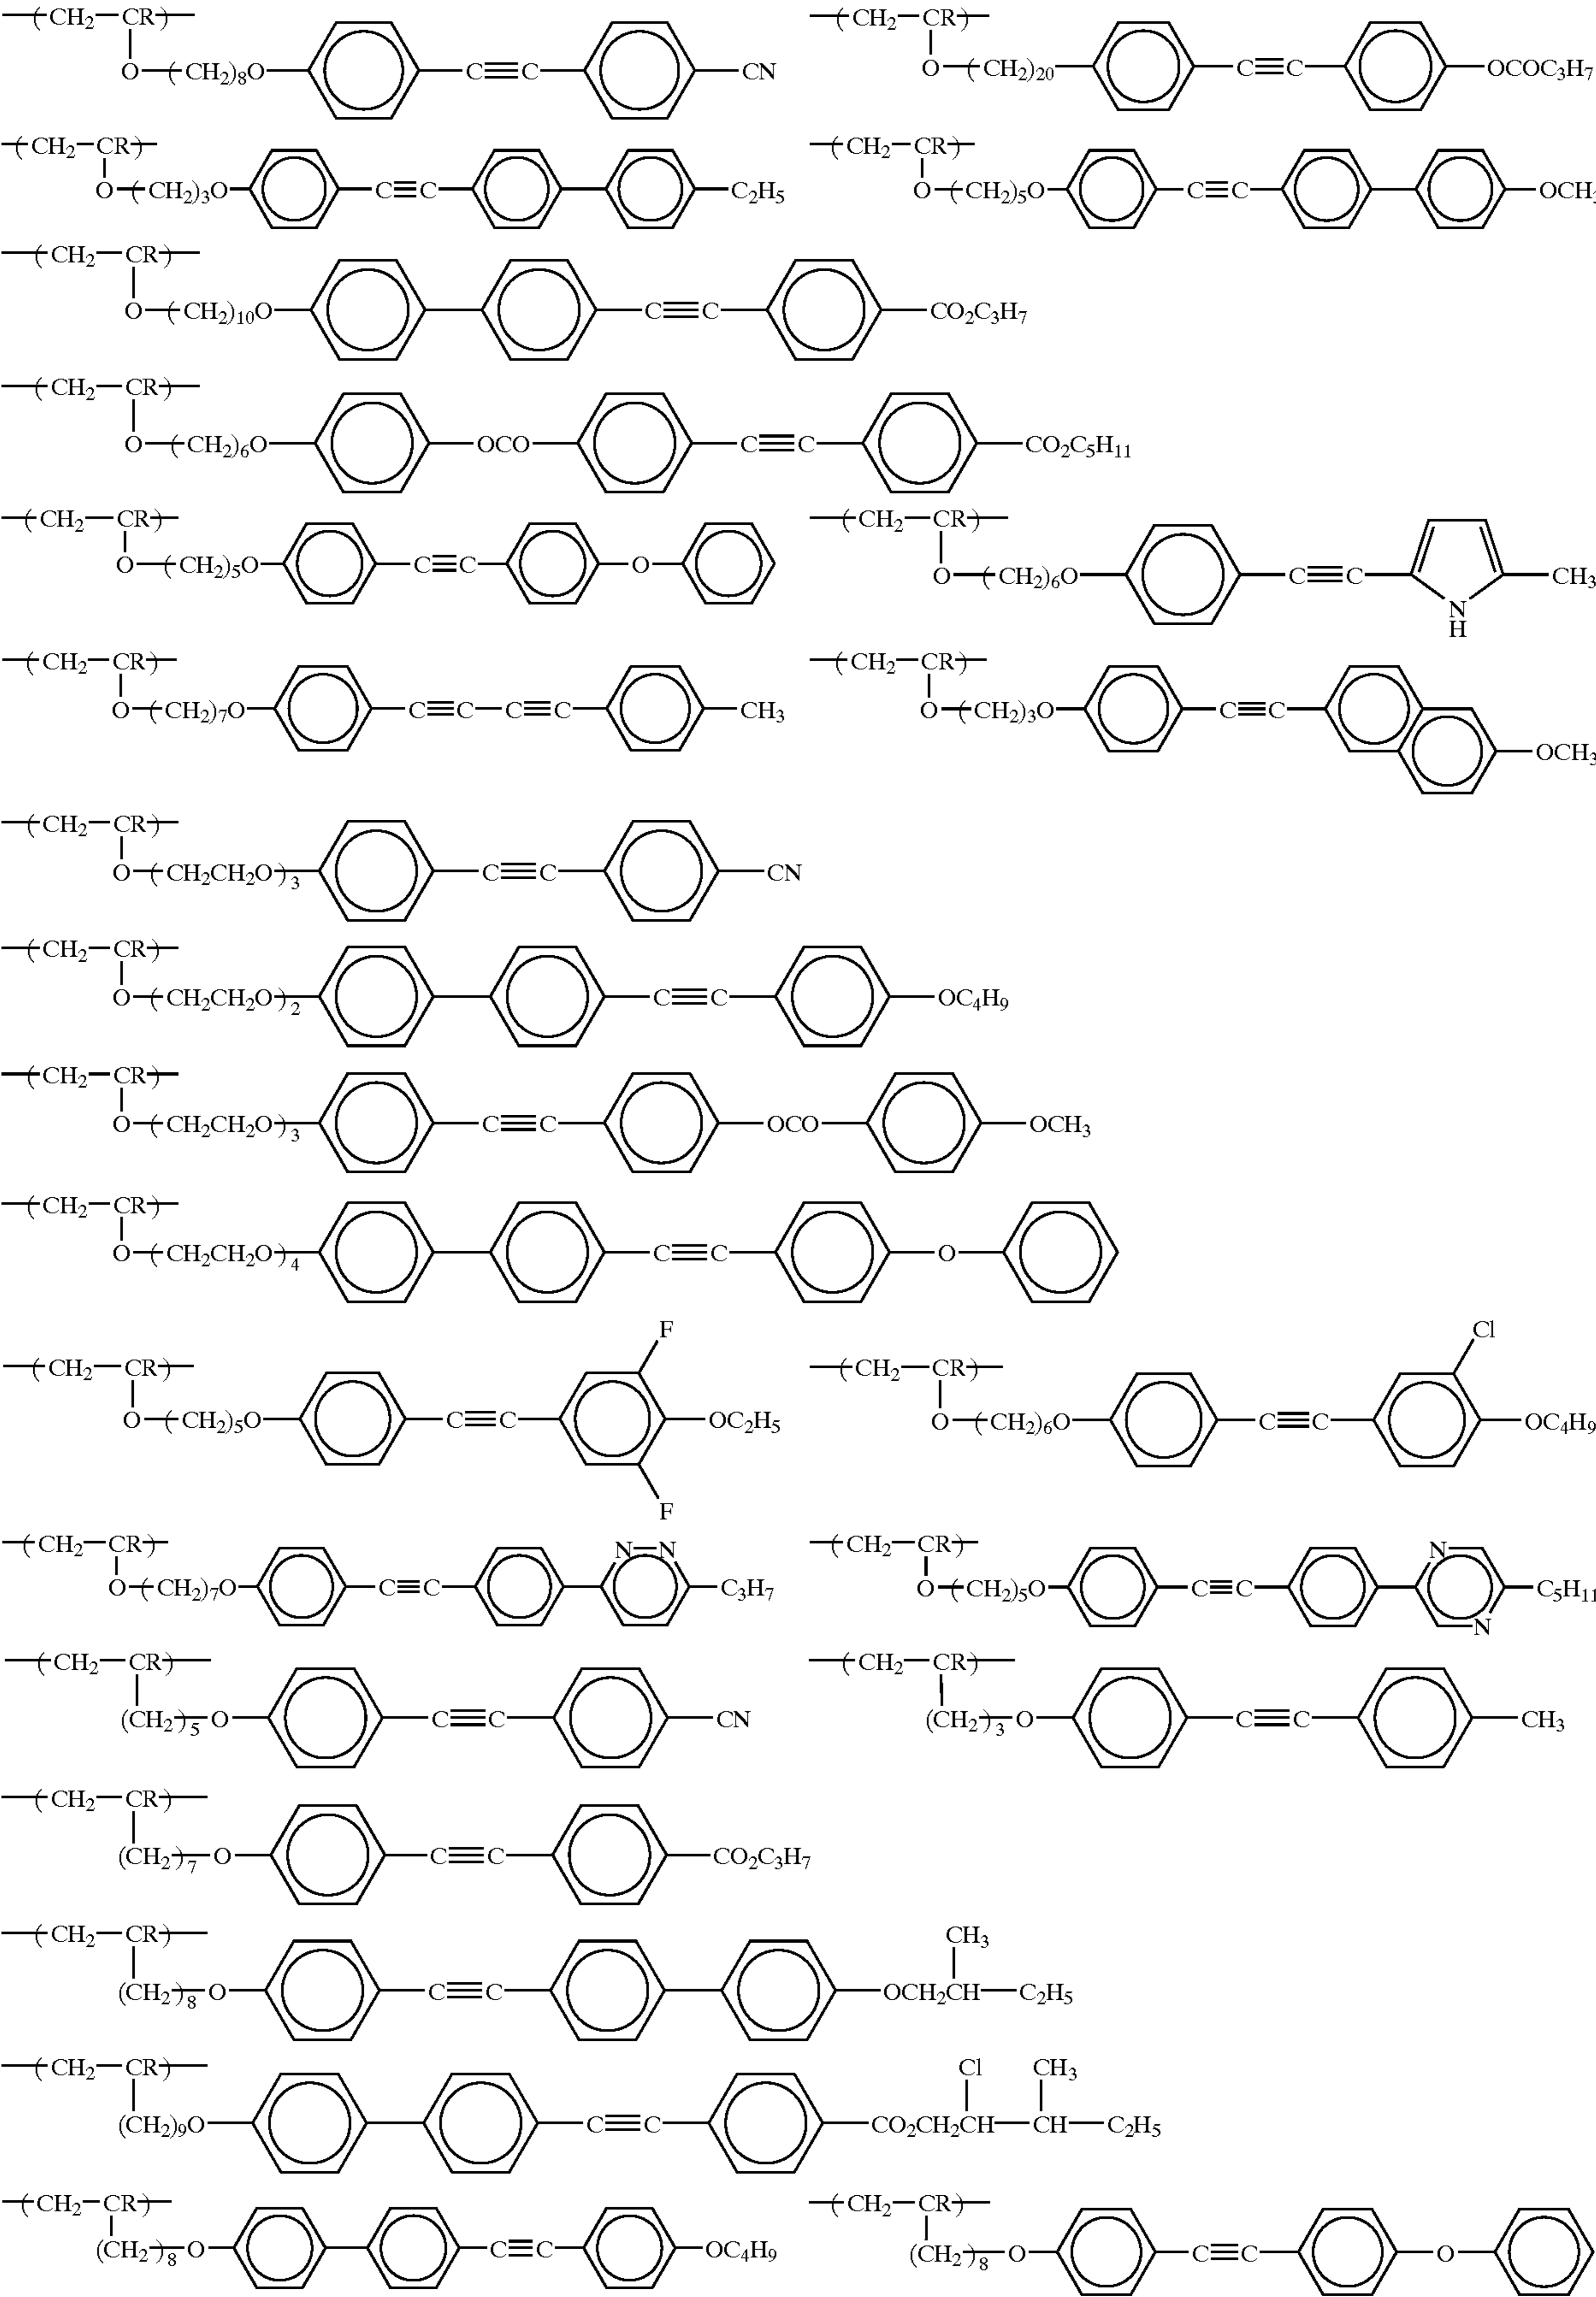 (CH2 CR) O (CH2)8O C≡C CN
(CH2 CR) O (CH2)20 C≡C OCOC3H7
(CH2 CR) O (CH2)3O C≡C C2H5
(CH2 CR) O (CH2)5O C≡C OCH3
(CH2 CR) O (CH2)10O C≡C CO2C3H7
(CH2 CR) O (CH2)6O OCO C≡C CO2C5H11
(CH2 CR) O (CH2)5O C≡C O
(CH2 CR) O (CH2)6O C≡C N H CH3
(CH2 CR) O (CH2)7O C≡C C≡C CH3
(CH2 CR) O (CH2)3O C≡C OCH3
(CH2 CR) O (CH2CH2O)3 C≡C CN
(CH2 CR) O (CH2CH2O)2 C≡C OC4H9
(CH2 CR) O (CH2CH2O)3 C≡C OCO OCH3
(CH2 CR) O (CH2CH2O)4 C≡C O
(CH2 CR) O (CH2)5O C≡C F F OC2H5
(CH2 CR) O (CH2)6O C≡C Cl OC4H9
(CH2 CR) O (CH2)7O C≡C N N C3H7
(CH2 CR) O (CH2)5O C≡C N N C5H11
(CH2 CR) (CH2)5 O C≡C CN
(CH2 CR) (CH2)3 O C≡C CH3
(CH2 CR) (CH2)7 O C≡C CO2C3H7
(CH2 CR) (CH2)8 O C≡C OCH2CH CH3 C2H5
(CH2 CR) (CH2)9O C≡C CO2CH2CH Cl CH CH3 C2H5
(CH2 CR) (CH2)8 O C≡C OC4H9
(CH2 CR) (CH2)8 O C≡C O